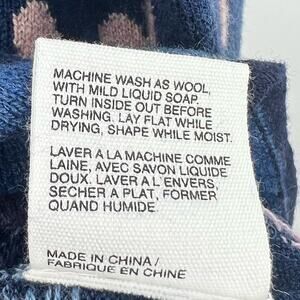 MACHINE WASH AS WOOL,
WITH MILD LIQUID SOAP.
TURN INSIDE OUT BEFORE
WASHING. LAY FLAT WHILE
DRYING, SHAPE WHILE MOIST.
LAVER A LA MACHINE COMME
LAINE, AVEC SAVON LIQUIDE
DOUX. LAVER A L'ENVERS,
SECHER A PLAT, FORMER
QUAND HUMIDE.
MADE IN CHINA /
FABRIQUE EN CHINE